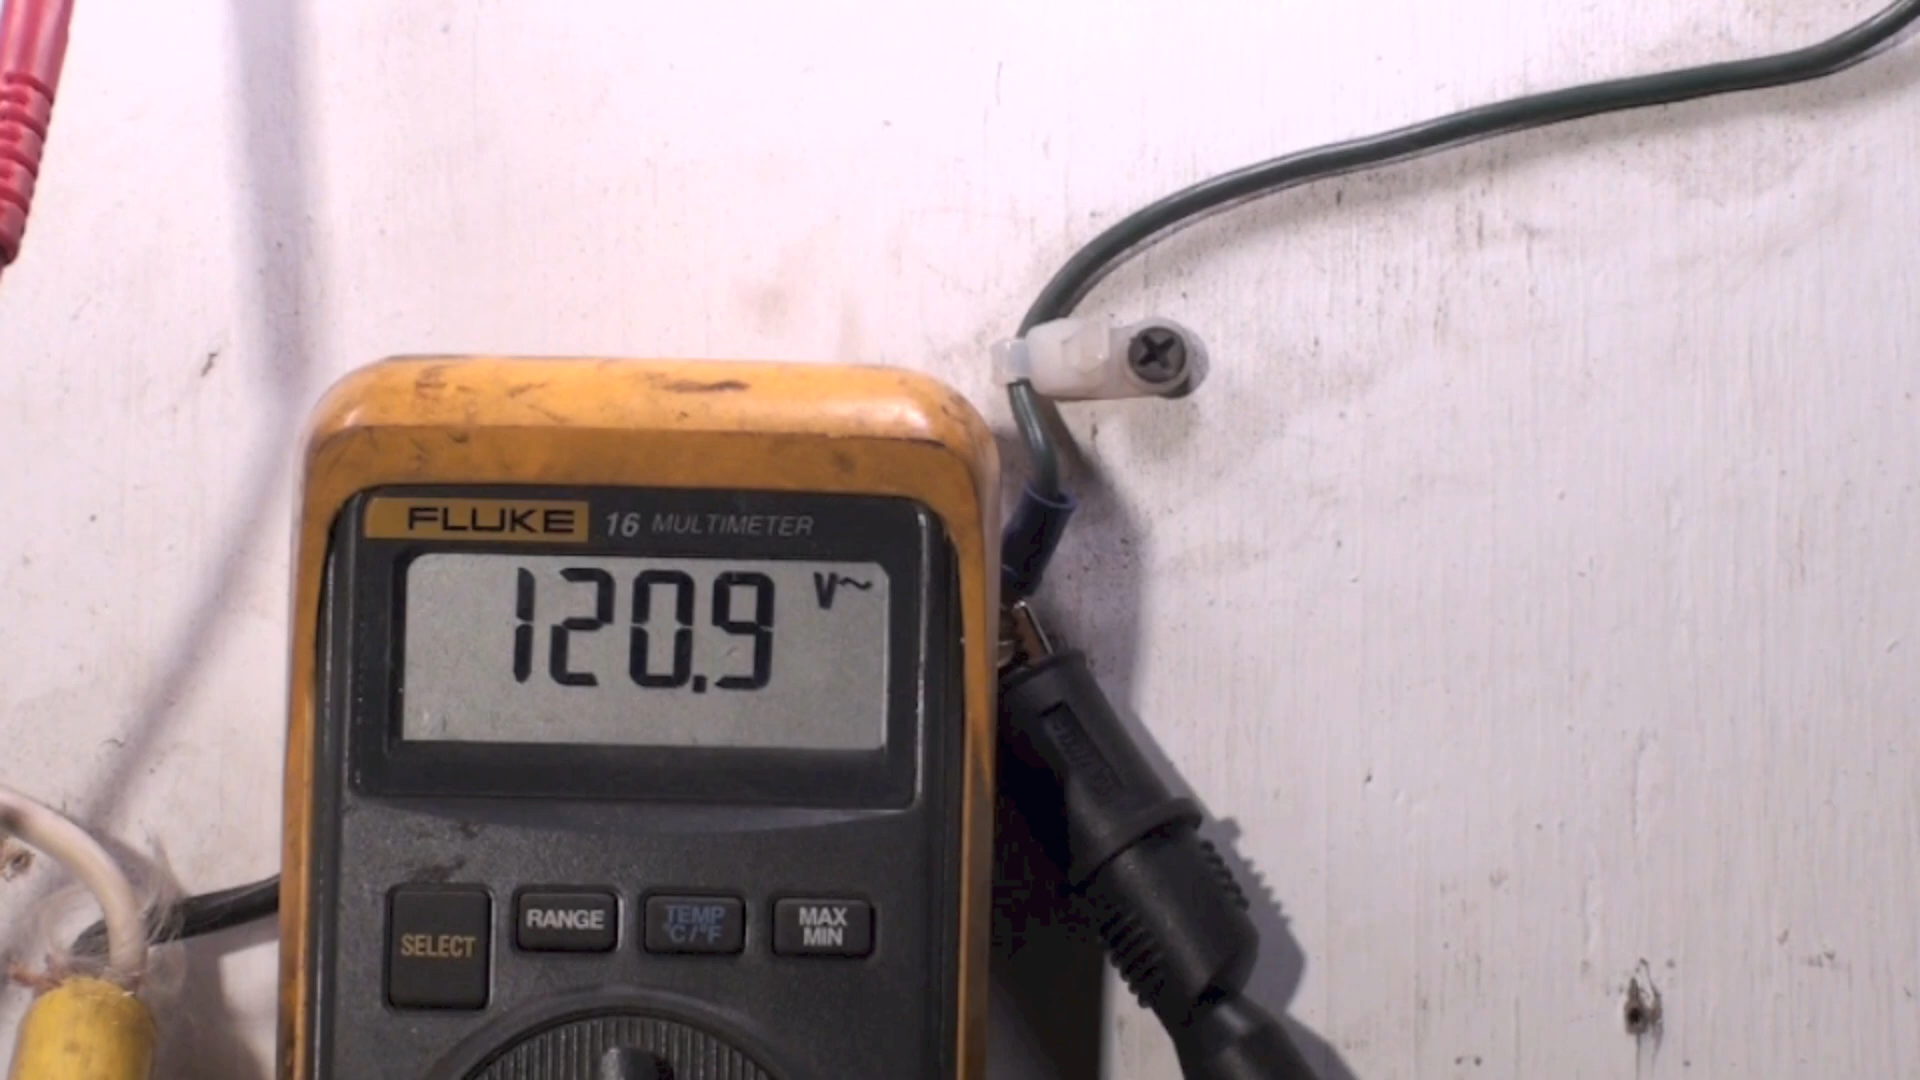 FLUKE 16 MULTIMETER
120.9 V~
SELECT
RANGE
TEMP
°C/°F
MAX
MIN